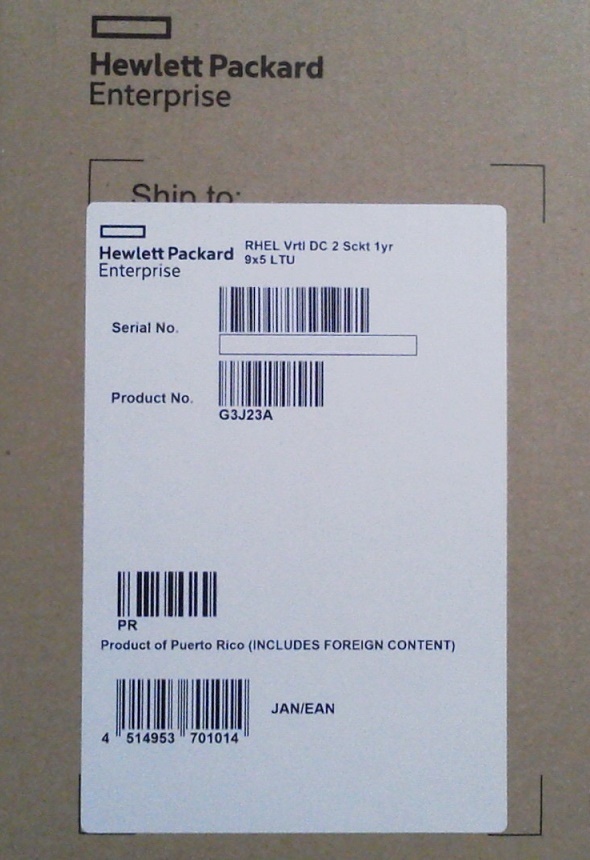 Hewlett Packard
Enterprise
Ship to:
Hewlett Packard
Enterprise
RHEL Vrtl DC 2 Sckt 1yr
9x5 LTU
Serial No.
Product No.
G3J23A
PR
Product of Puerto Rico (INCLUDES FOREIGN CONTENT)
JAN/EAN
4 514953 701014